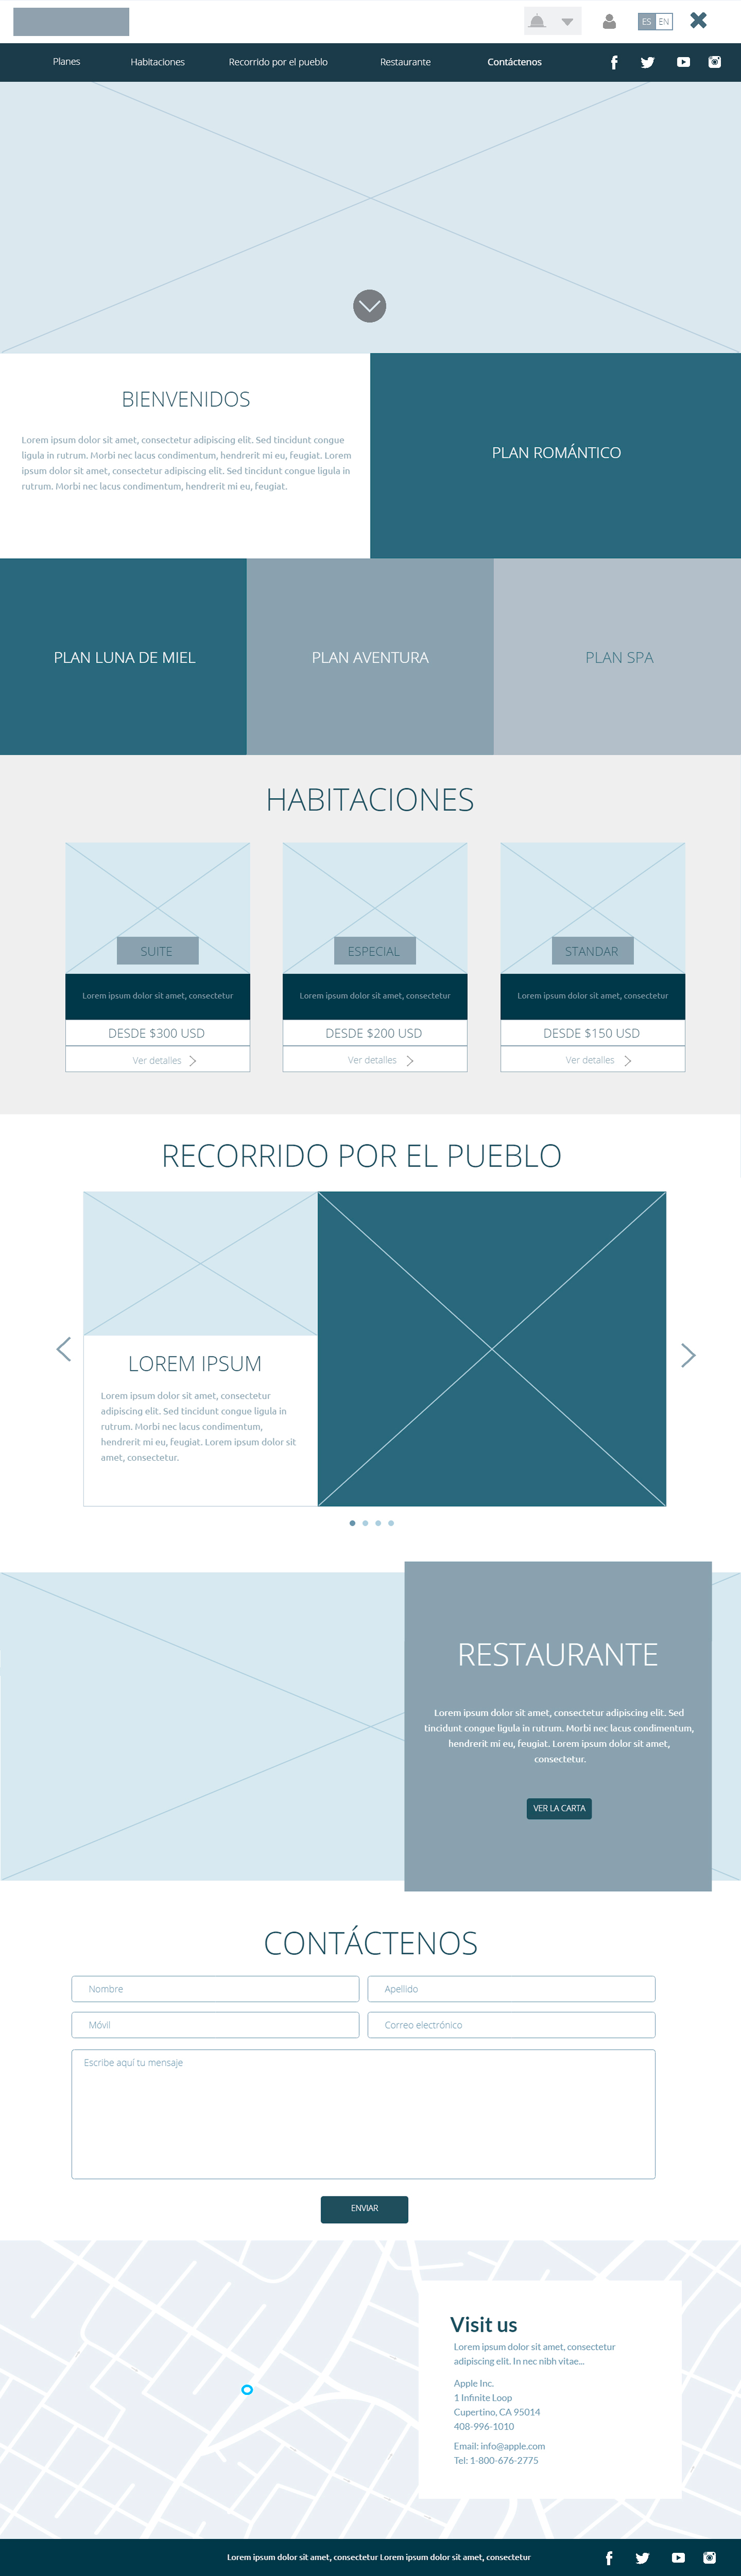 ES EN
Planes Habitaciones Recorrido por el pueblo Restaurante Contáctenos
BIENVENIDOS
Lorem ipsum dolor sit amet, consectetur adipiscing elit. Sed tincidunt congue
ligula in rutrum. Morbi nec lacus condimentum, hendrerit mi eu, feugiat. Lorem
ipsum dolor sit amet, consectetur adipiscing elit. Sed tincidunt congue ligula in
rutrum. Morbi nec lacus condimentum, hendrerit mi eu, feugiat.
PLAN ROMÁNTICO
PLAN LUNA DE MIEL
PLAN AVENTURA
PLAN SPA
HABITACIONES
SUITE
Lorem ipsum dolor sit amet, consectetur
DESDE $300 USD
Ver detalles
ESPECIAL
Lorem ipsum dolor sit amet, consectetur
DESDE $200 USD
Ver detalles
STANDAR
Lorem ipsum dolor sit amet, consectetur
DESDE $150 USD
Ver detalles
RECORRIDO POR EL PUEBLO
LOREM IPSUM
Lorem ipsum dolor sit amet, consectetur
adipiscing elit. Sed tincidunt congue ligula in
rutrum. Morbi nec lacus condimentum,
hendrerit mi eu, feugiat. Lorem ipsum dolor sit
amet, consectetur.
RESTAURANTE
Lorem ipsum dolor sit amet, consectetur adipiscing elit. Sed
tincidunt congue ligula in rutrum. Morbi nec lacus condimentum,
hendrerit mi eu, feugiat. Lorem ipsum dolor sit amet,
consectetur.
VER LA CARTA
CONTÁCTENOS
Nombre
Apellido
Móvil
Correo electrónico
Escribe aquí tu mensaje
ENVIAR
Visit us
Lorem ipsum dolor sit amet, consectetur
adipiscing elit. In nec nibh vitae...
Apple Inc.
1 Infinite Loop
Cupertino, CA 95014
408-996-1010
Email: info@apple.com
Tel: 1-800-676-2775
Lorem ipsum dolor sit amet, consectetur Lorem ipsum dolor sit amet, consectetur